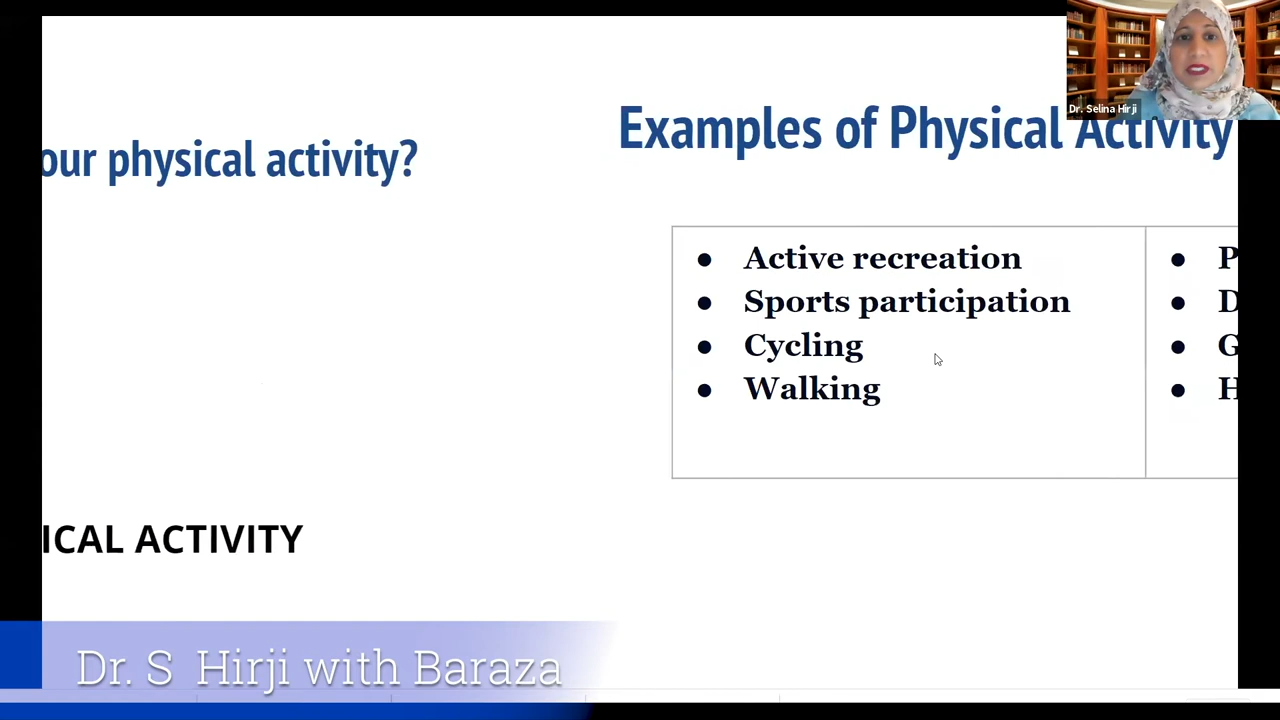 Dr. Selina Hirji
Examples of Physical Activity
our physical activity?
● Active recreation
● Sports participation
● Cycling
● Walking
● P
● D
● G
● H
ICAL ACTIVITY
Dr. S Hirji with Baraza